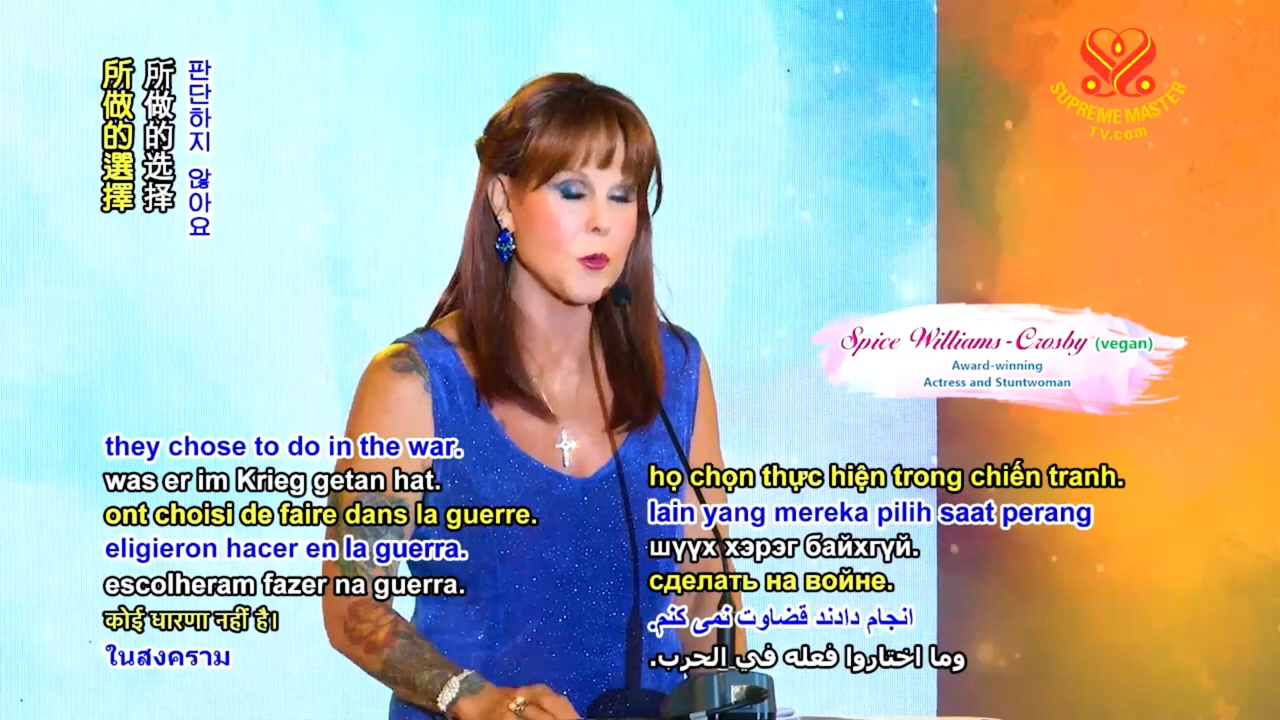 所做的選擇
所做的选择
판단하지 않아요
SUPREME MASTER
TV.com
Spice Williams-Crosby (vegan)
Award-winning
Actress and Stuntwoman
they chose to do in the war.
was er im Krieg getan hat.
ont choisi de faire dans la guerre.
eligieron hacer en la guerra.
escolheram fazer na guerra.
कोई धारणा नहीं है।
ในสงคราม
họ chọn thực hiện trong chiến tranh.
lain yang mereka pilih saat perang
шүүх хэрэг байхгүй.
сделать на войне.
انجام دادند قضاوت نمی کنم.
وما اختاروا فعله في الحرب.